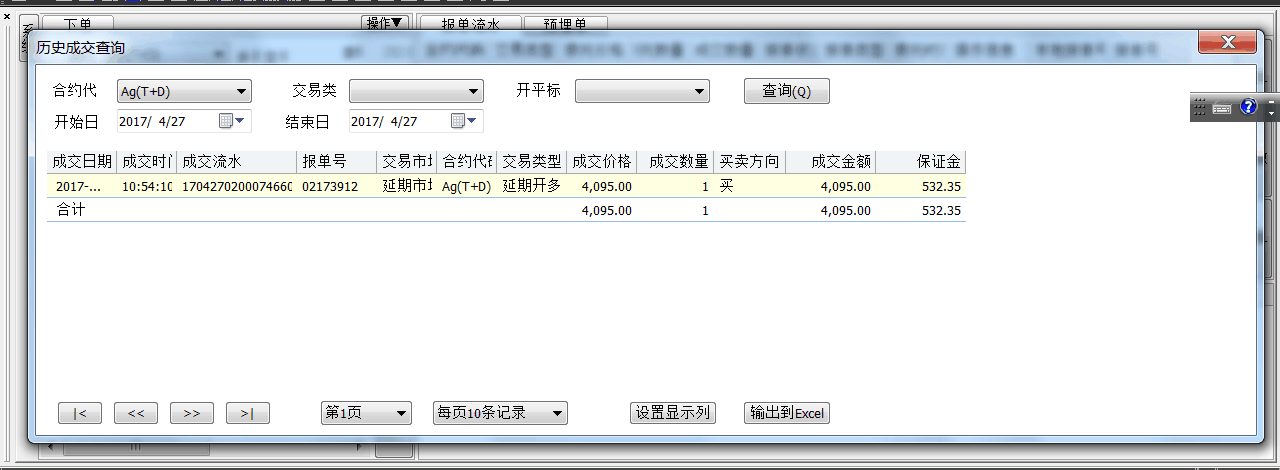 下单 操作▼ 报单流水 预埋单
历史成交查询
合约代 Ag(T+D) 交易类 开平标 查询(Q)
开始日 2017/ 4/27 结束日 2017/ 4/27
成交日期 成交时 成交流水 报单号 交易市 合约代 交易类型 成交价格 成交数量 买卖方向 成交金额 保证金
2017-... 10:54:10 1704270200074660 02173912 延期市 Ag(T+D) 延期开多 4,095.00 1 买 4,095.00 532.35
合计 4,095.00 1 4,095.00 532.35
|< << >> >| 第1页 每页10条记录 设置显示列 输出到Excel